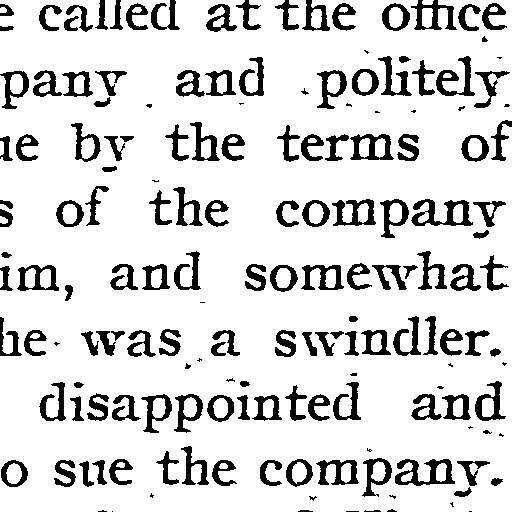 e called at the office
pany and politely
ue by the terms of
s of the company
im, and somewhat
he was a swindler.
disappointed and
o sue the company.